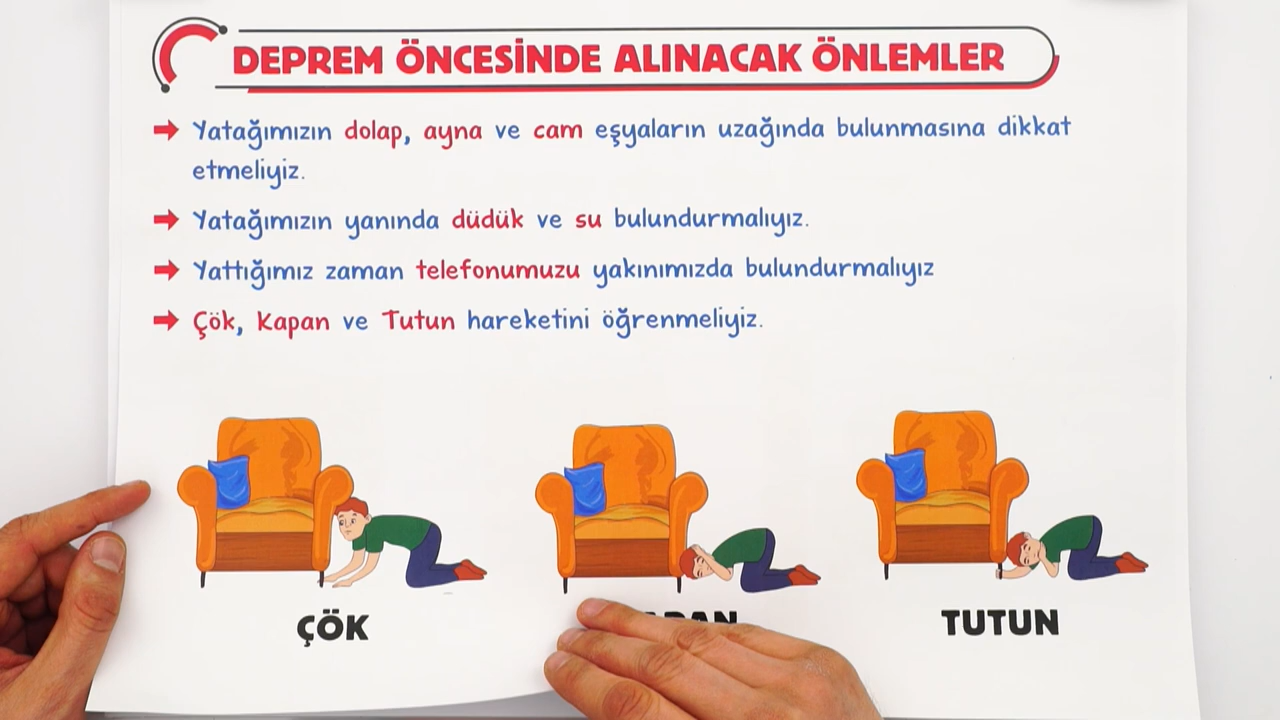 DEPREM ÖNCESİNDE ALINACAK ÖNLEMLER
Yatağımızın dolap, ayna ve cam eşyaların uzağında bulunmasına dikkat
etmeliyiz.
Yatağımızın yanında düdük ve su bulundurmalıyız.
Yattığımız zaman telefonumuzu yakınımızda bulundurmalıyız
Çök, Kapan ve Tutun hareketini öğrenmeliyiz.
ÇÖK
TUTUN